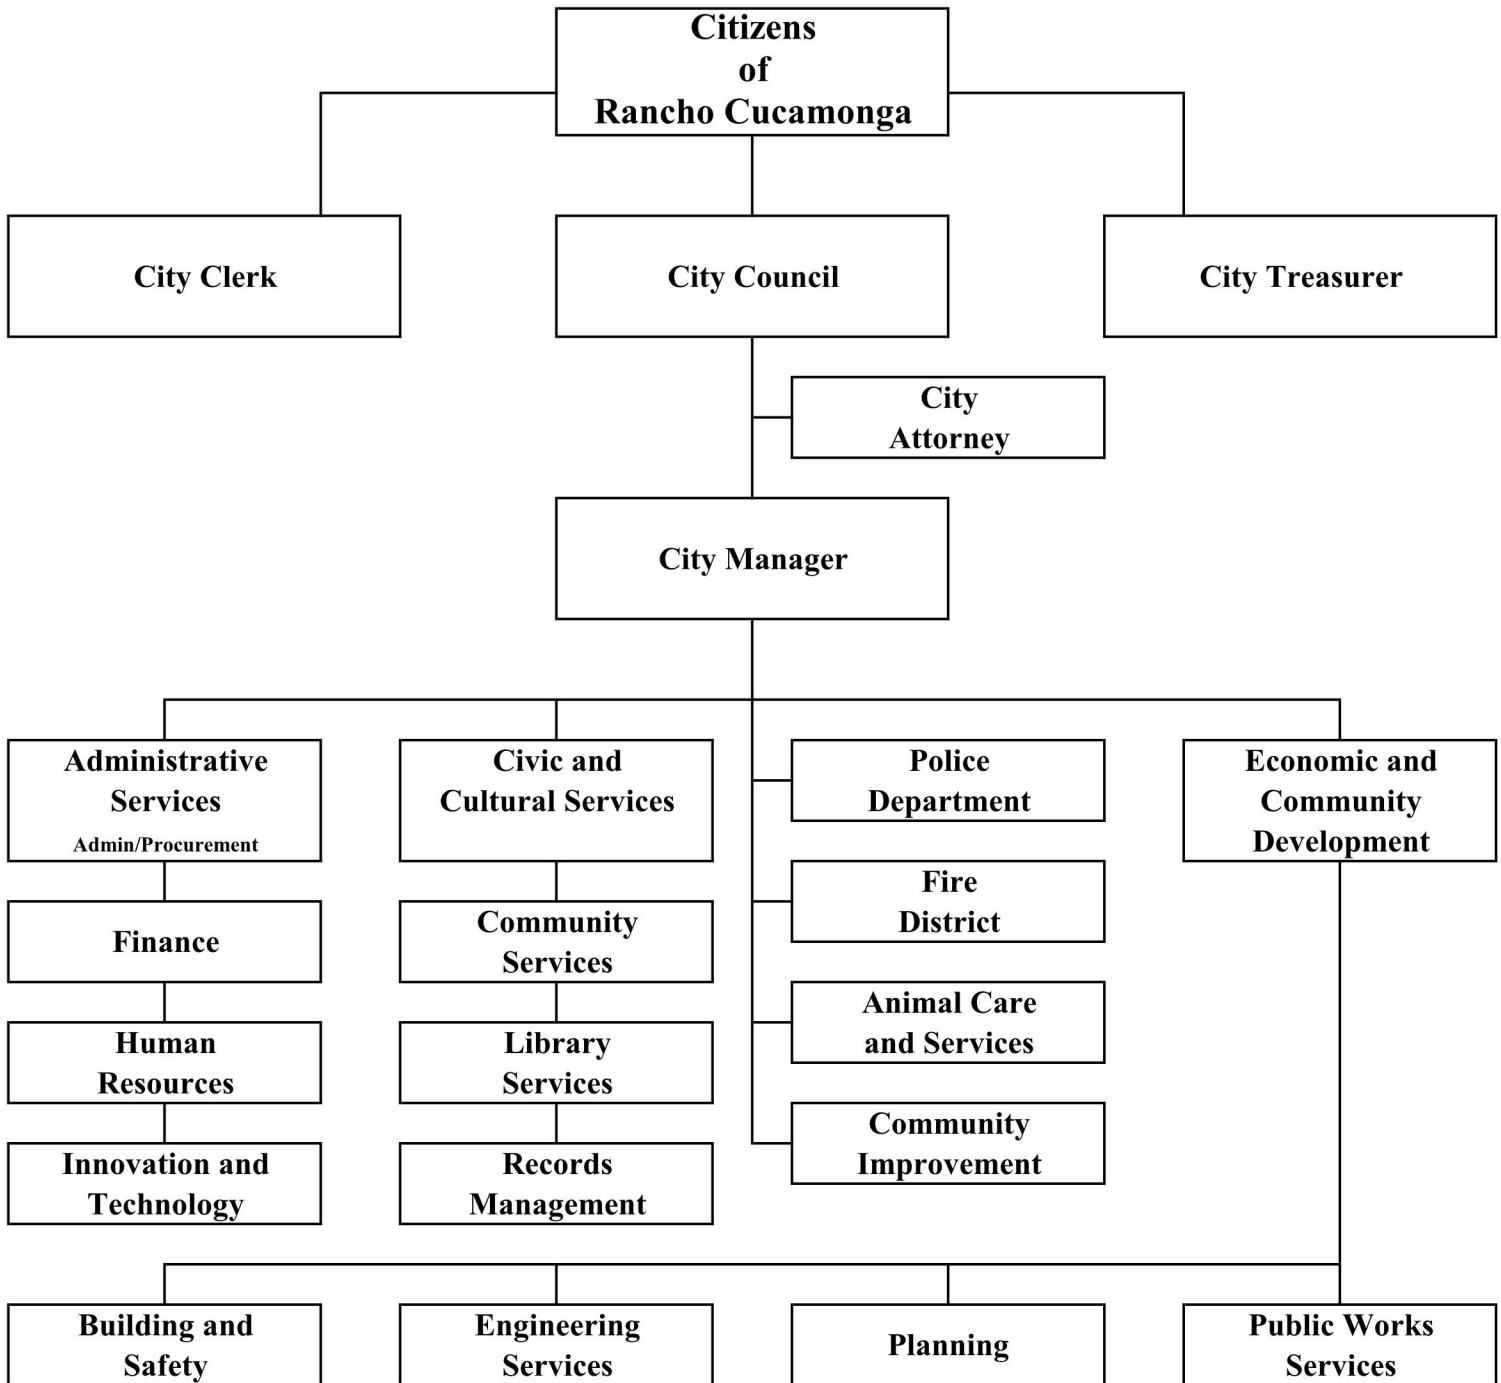 Citizens
of
Rancho Cucamonga
City Clerk
City Council
City Treasurer
City
Attorney
City Manager
Administrative
Services
Admin/Procurement
Civic and
Cultural Services
Police
Department
Economic and
Community
Development
Finance
Community
Services
Fire
District
Human
Resources
Library
Services
Animal Care
and Services
Innovation and
Technology
Records
Management
Community
Improvement
Building and
Safety
Engineering
Services
Planning
Public Works
Services